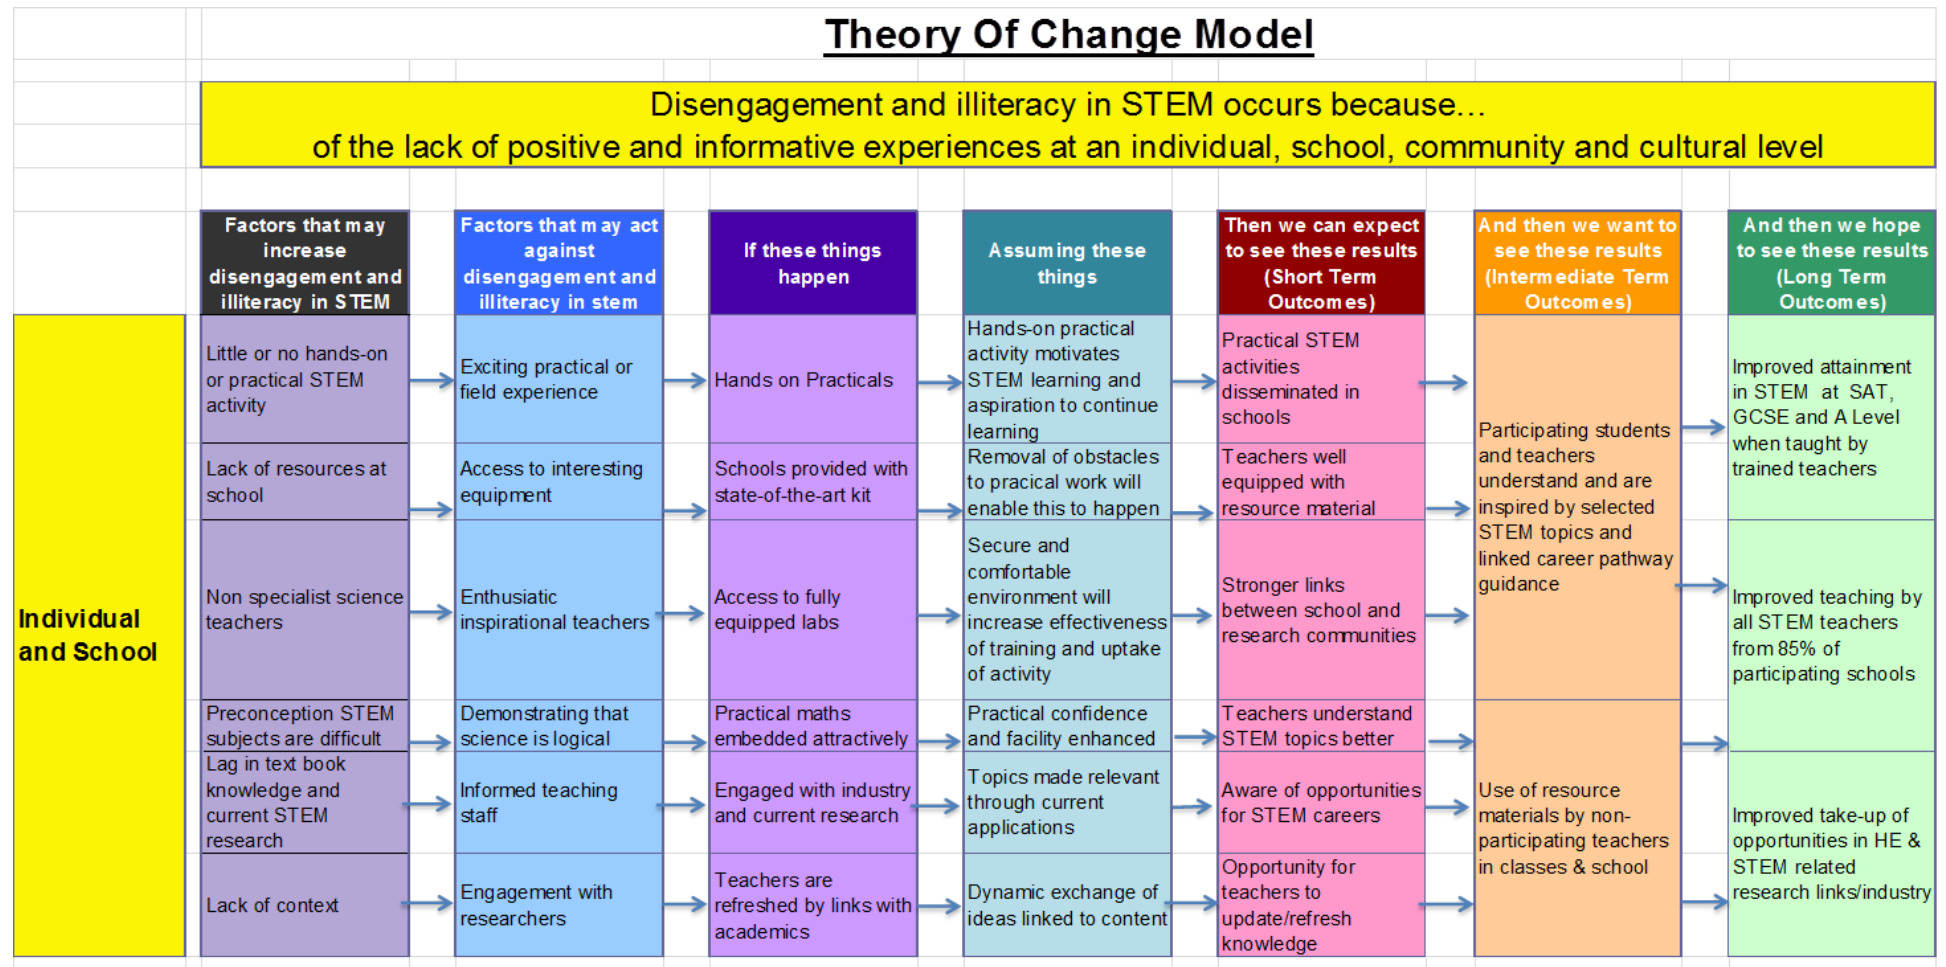 Theory Of Change Model
Disengagement and illiteracy in STEM occurs because...
of the lack of positive and informative experiences at an individual, school, community and cultural level
Factors that may
increase
disengagement and
illiteracy in STEM
Factors that may act
against
disengagement and
illiteracy in stem
If these things
happen
Assuming these
things
Then we can expect
to see these results
(Short Term
Outcomes)
And then we want to
see these results
(Intermediate Term
Outcomes)
And then we hope
to see these results
(Long Term
Outcomes)
Individual
and School
Little or no hands-on
or practical STEM
activity
Exciting practical or
field experience
Hands on Practicals
Hands-on practical
activity motivates
STEM learning and
aspiration to continue
learning
Practical STEM
activities
disseminated in
schools
Participating students
and teachers
understand and are
inspired by selected
STEM topics and
linked career pathway
guidance
Improved attainment
in STEM at SAT,
GCSE and A Level
when taught by
trained teachers
Lack of resources at
school
Access to interesting
equipment
Schools provided with
state-of-the-art kit
Removal of obstacles
to pracical work will
enable this to happen
Teachers well
equipped with
resource material
Non specialist science
teachers
Enthusiatic
inspirational teachers
Access to fully
equipped labs
Secure and
comfortable
environment will
increase effectiveness
of training and uptake
of activity
Stronger links
between school and
research communities
Improved teaching by
all STEM teachers
from 85% of
participating schools
Preconception STEM
subjects are difficult
Demonstrating that
science is logical
Practical maths
embedded attractively
Practical confidence
and facility enhanced
Teachers understand
STEM topics better
Use of resource
materials by non-
participating teachers
in classes & school
Lag in text book
knowledge and
current STEM
research
Informed teaching
staff
Engaged with industry
and current research
Topics made relevant
through current
applications
Aware of opportunities
for STEM careers
Improved take-up of
opportunities in HE &
STEM related
research links/industry
Lack of context
Engagement with
researchers
Teachers are
refreshed by links with
academics
Dynamic exchange of
ideas linked to content
Opportunity for
teachers to
update/refresh
knowledge